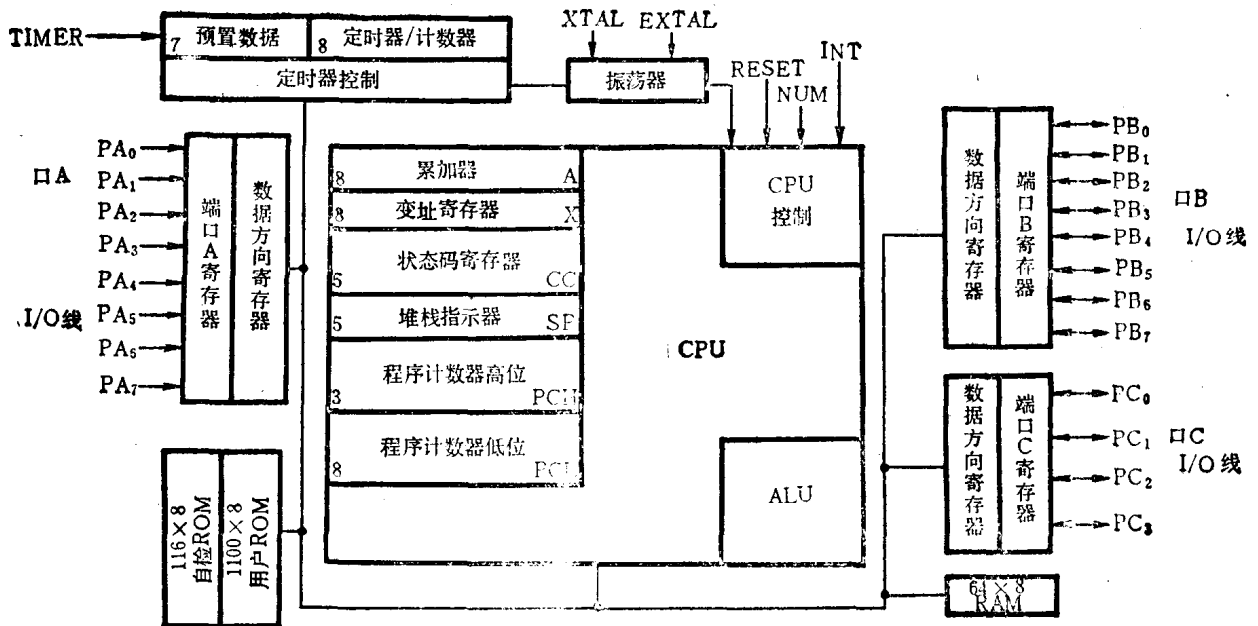 TIMER
7 预置数据
8 定时器/计数器
定时器控制
XTAL EXTAL
振荡器
RESET
NUM
INT
口A
I/O线
PA₀
PA₁
PA₂
PA₃
PA₄
PA₅
PA₆
PA₇
端口A寄存器
数据方向寄存器
8 累加器 A
8 变址寄存器 X
5 状态码寄存器 CC
5 堆栈指示器 SP
3 程序计数器高位 PCH
8 程序计数器低位 PCL
CPU
控制
CPU
ALU
数据方向寄存器
端口B寄存器
PB₀
PB₁
PB₂
PB₃
PB₄
PB₅
PB₆
PB₇
口B
I/O线
数据方向寄存器
端口C寄存器
PC₀
PC₁
PC₂
PC₃
口C
I/O线
116×8
自检ROM
1100×8
用户ROM
64×8
RAM